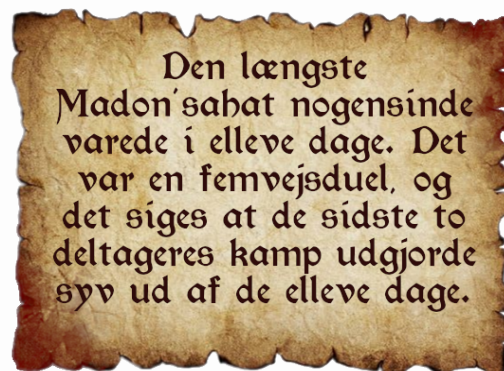 Den længste
Madon'sahat nogensinde
varede i elleve dage. Det
var en femvejsduel, og
det siges at de sidste to
deltageres kamp udgjorde
syv ud af de elleve dage.